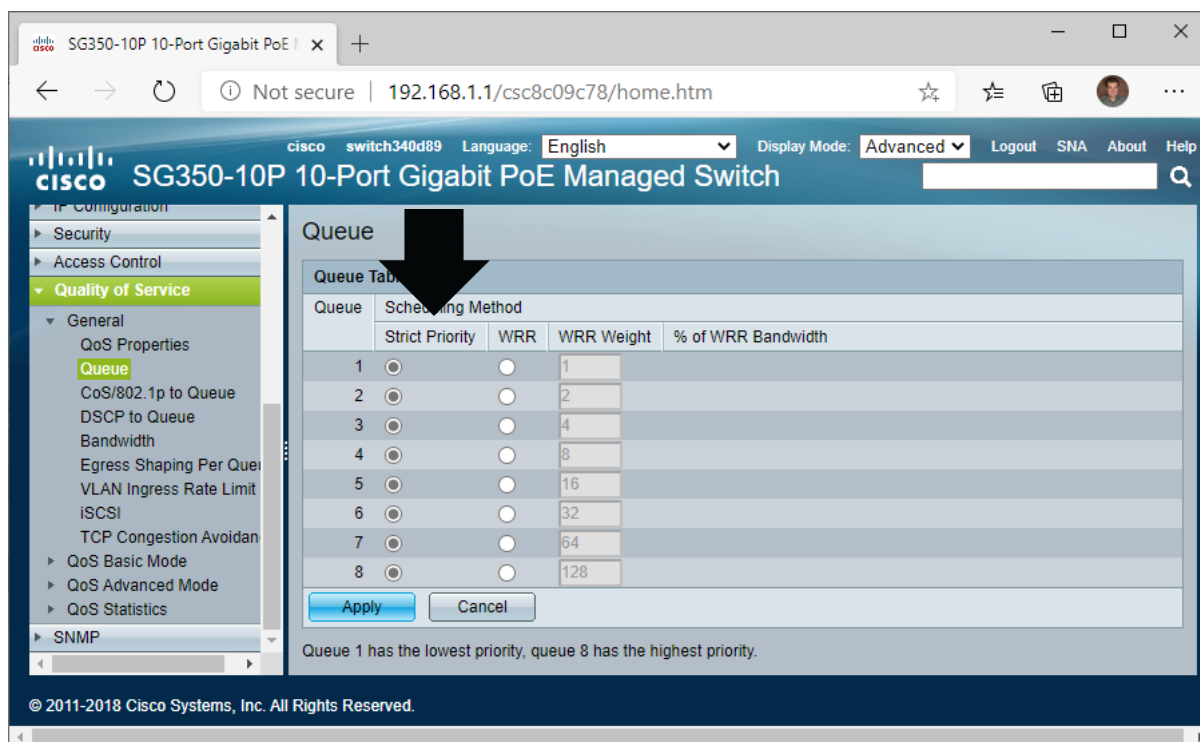 SG350-10P 10-Port Gigabit PoE
Not secure | 192.168.1.1/csc8c09c78/home.htm
cisco switch340d89 Language: English Display Mode: Advanced Logout SNA About Help
CISCO SG350-10P 10-Port Gigabit PoE Managed Switch
IP Configuration
Security
Access Control
Quality of Service
General
QoS Properties
Queue
CoS/802.1p to Queue
DSCP to Queue
Bandwidth
Egress Shaping Per Que
VLAN Ingress Rate Limit
iSCSI
TCP Congestion Avoidan
QoS Basic Mode
QoS Advanced Mode
QoS Statistics
SNMP
Queue
Queue
Queue Scheduling Method
Strict Priority WRR WRR Weight % of WRR Bandwidth
1 1
2 2
3 4
4 8
5 16
6 32
7 64
8 128
Apply Cancel
Queue 1 has the lowest priority, queue 8 has the highest priority.
© 2011-2018 Cisco Systems, Inc. All Rights Reserved.